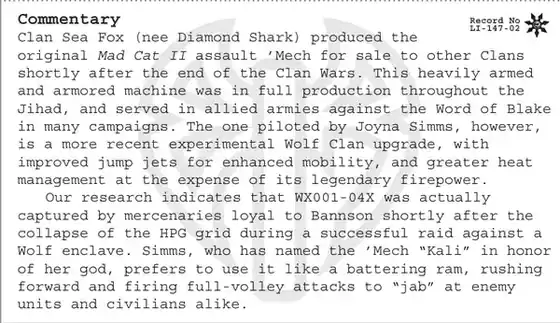 Commentary
Record No
LI-147-02
Clan Sea Fox (nee Diamond Shark) produced the
original Mad Cat II assault ’Mech for sale to other Clans
shortly after the end of the Clan Wars. This heavily armed
and armored machine was in full production throughout the
Jihad, and served in allied armies against the Word of Blake
in many campaigns. The one piloted by Joyna Simms, however,
is a more recent experimental Wolf Clan upgrade, with
improved jump jets for enhanced mobility, and greater heat
management at the expense of its legendary firepower.
Our research indicates that WX001-04X was actually
captured by mercenaries loyal to Bannson shortly after the
collapse of the HPG grid during a successful raid against a
Wolf enclave. Simms, who has named the ’Mech “Kali” in honor
of her god, prefers to use it like a battering ram, rushing
forward and firing full-volley attacks to “jab” at enemy
units and civilians alike.